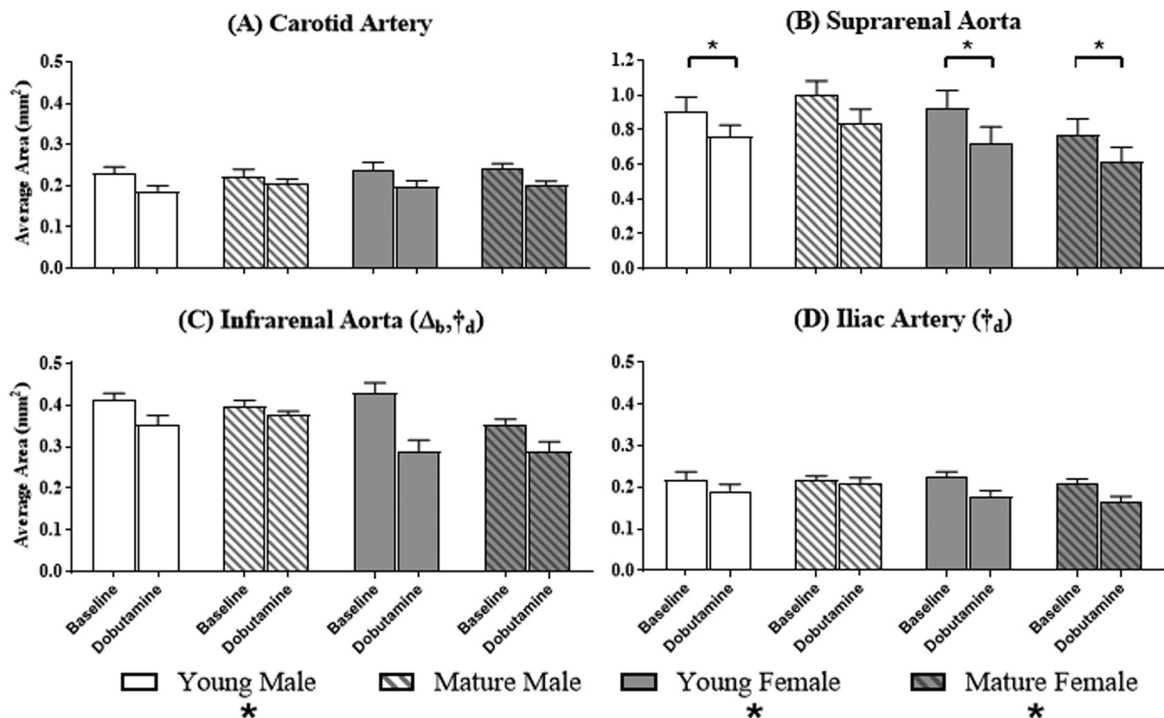 (A) Carotid Artery
Average Area (mm²)
0.5
0.4
0.3
0.2
0.1
0.0
(B) Suprarenal Aorta
* * *
1.2
1.0
0.8
0.6
0.4
0.2
0.0
(C) Infrarenal Aorta (Δb,†d)
Average Area (mm²)
0.5
0.4
0.3
0.2
0.1
0.0
Baseline
Dobutamine
Baseline
Dobutamine
Baseline
Dobutamine
Baseline
Dobutamine
(D) Iliac Artery (†d)
0.5
0.4
0.3
0.2
0.1
0.0
Baseline
Dobutamine
Baseline
Dobutamine
Baseline
Dobutamine
Baseline
Dobutamine
Young Male Mature Male Young Female Mature Female
* * *